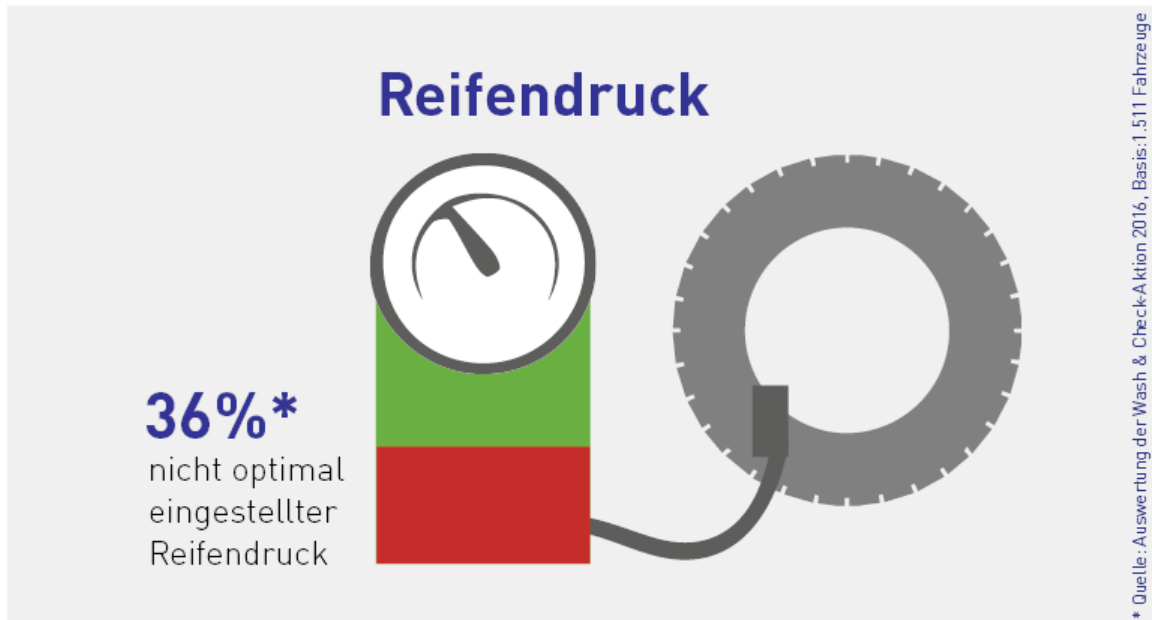 Reifendruck
36%*
nicht optimal
eingestellter
Reifendruck
* Quelle: Auswertung der Wash & Check-Aktion 2016, Basis:1.511 Fahrzeuge